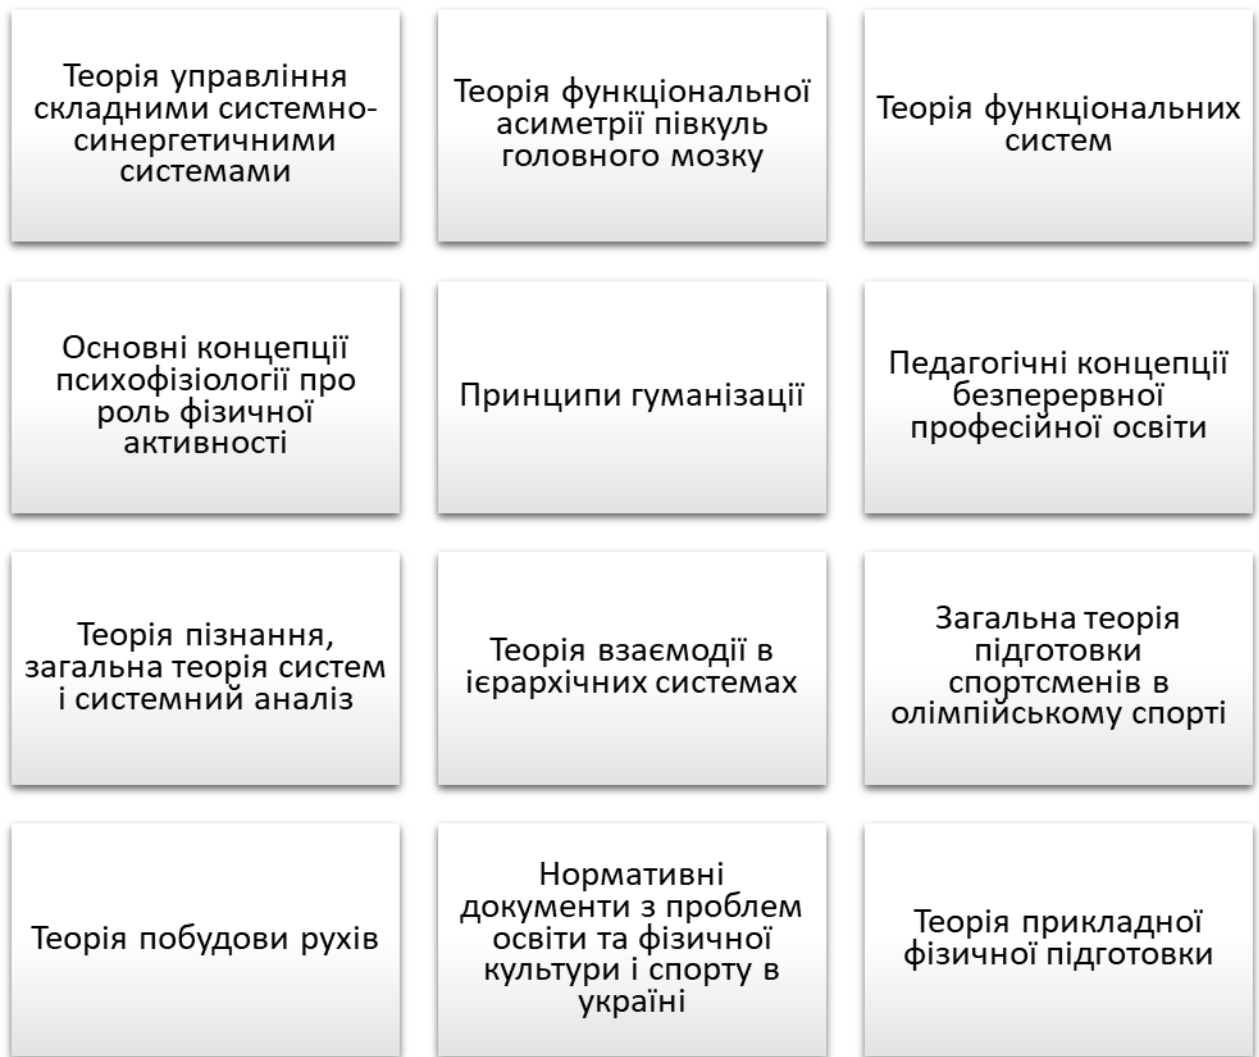 Теорія управління
складними системно-
синергетичними
системами
Теорія функціональної
асиметрії півкуль
головного мозку
Теорія функціональних
систем
Основні концепції
психофізіології про
роль фізичної
активності
Принципи гуманізації
Педагогічні концепції
безперервної
професійної освіти
Теорія пізнання,
загальна теорія систем
і системний аналіз
Теорія взаємодії в
ієрархічних системах
Загальна теорія
підготовки
спортсменів в
олімпійському спорті
Теорія побудови рухів
Нормативні
документи з проблем
освіти та фізичної
культури і спорту в
україні
Теорія прикладної
фізичної підготовки